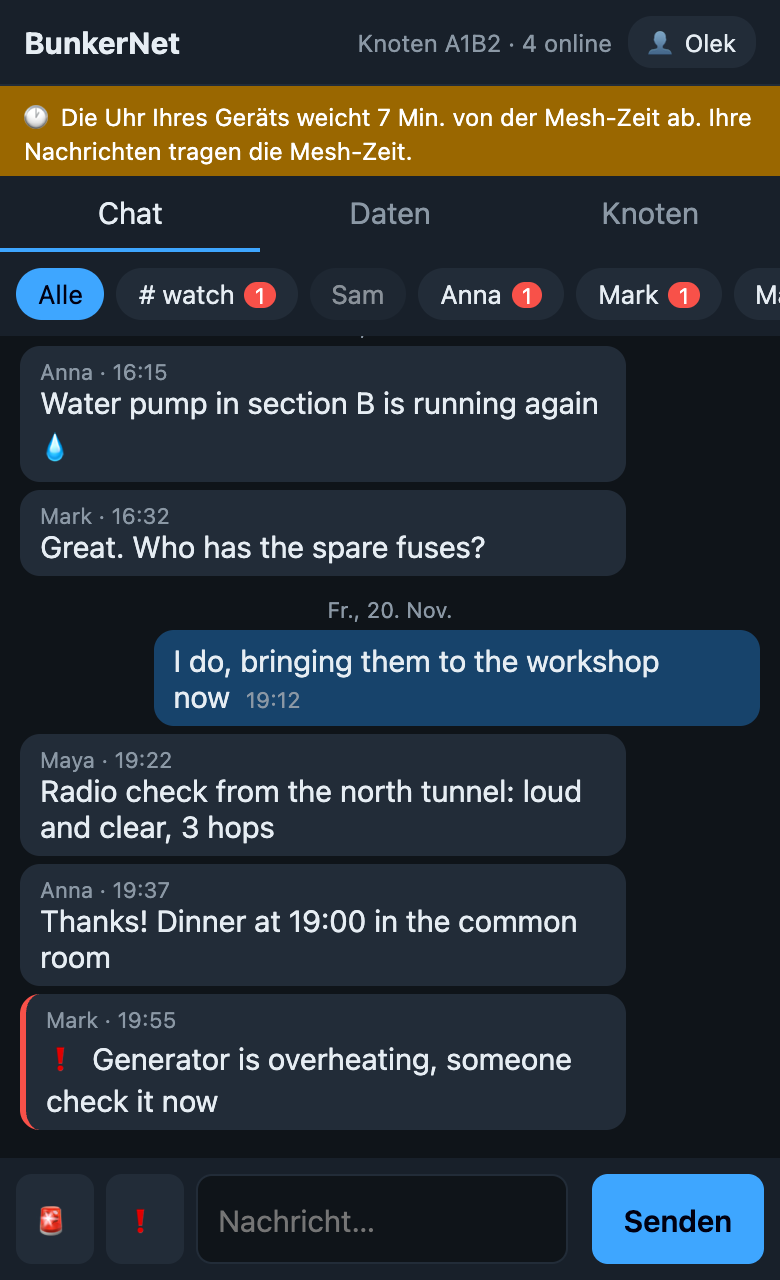 BunkerNet
Knoten A1B2 · 4 online
👤 Olek
🕐 Die Uhr Ihres Geräts weicht 7 Min. von der Mesh-Zeit ab. Ihre
Nachrichten tragen die Mesh-Zeit.
Chat
Daten
Knoten
Alle
# watch 1
Sam
Anna 1
Mark 1
Anna · 16:15
Water pump in section B is running again
💧
Mark · 16:32
Great. Who has the spare fuses?
Fr., 20. Nov.
I do, bringing them to the workshop
now 19:12
Maya · 19:22
Radio check from the north tunnel: loud
and clear, 3 hops
Anna · 19:37
Thanks! Dinner at 19:00 in the common
room
Mark · 19:55
❗ Generator is overheating, someone
check it now
🚨
❗
Nachricht…
Senden